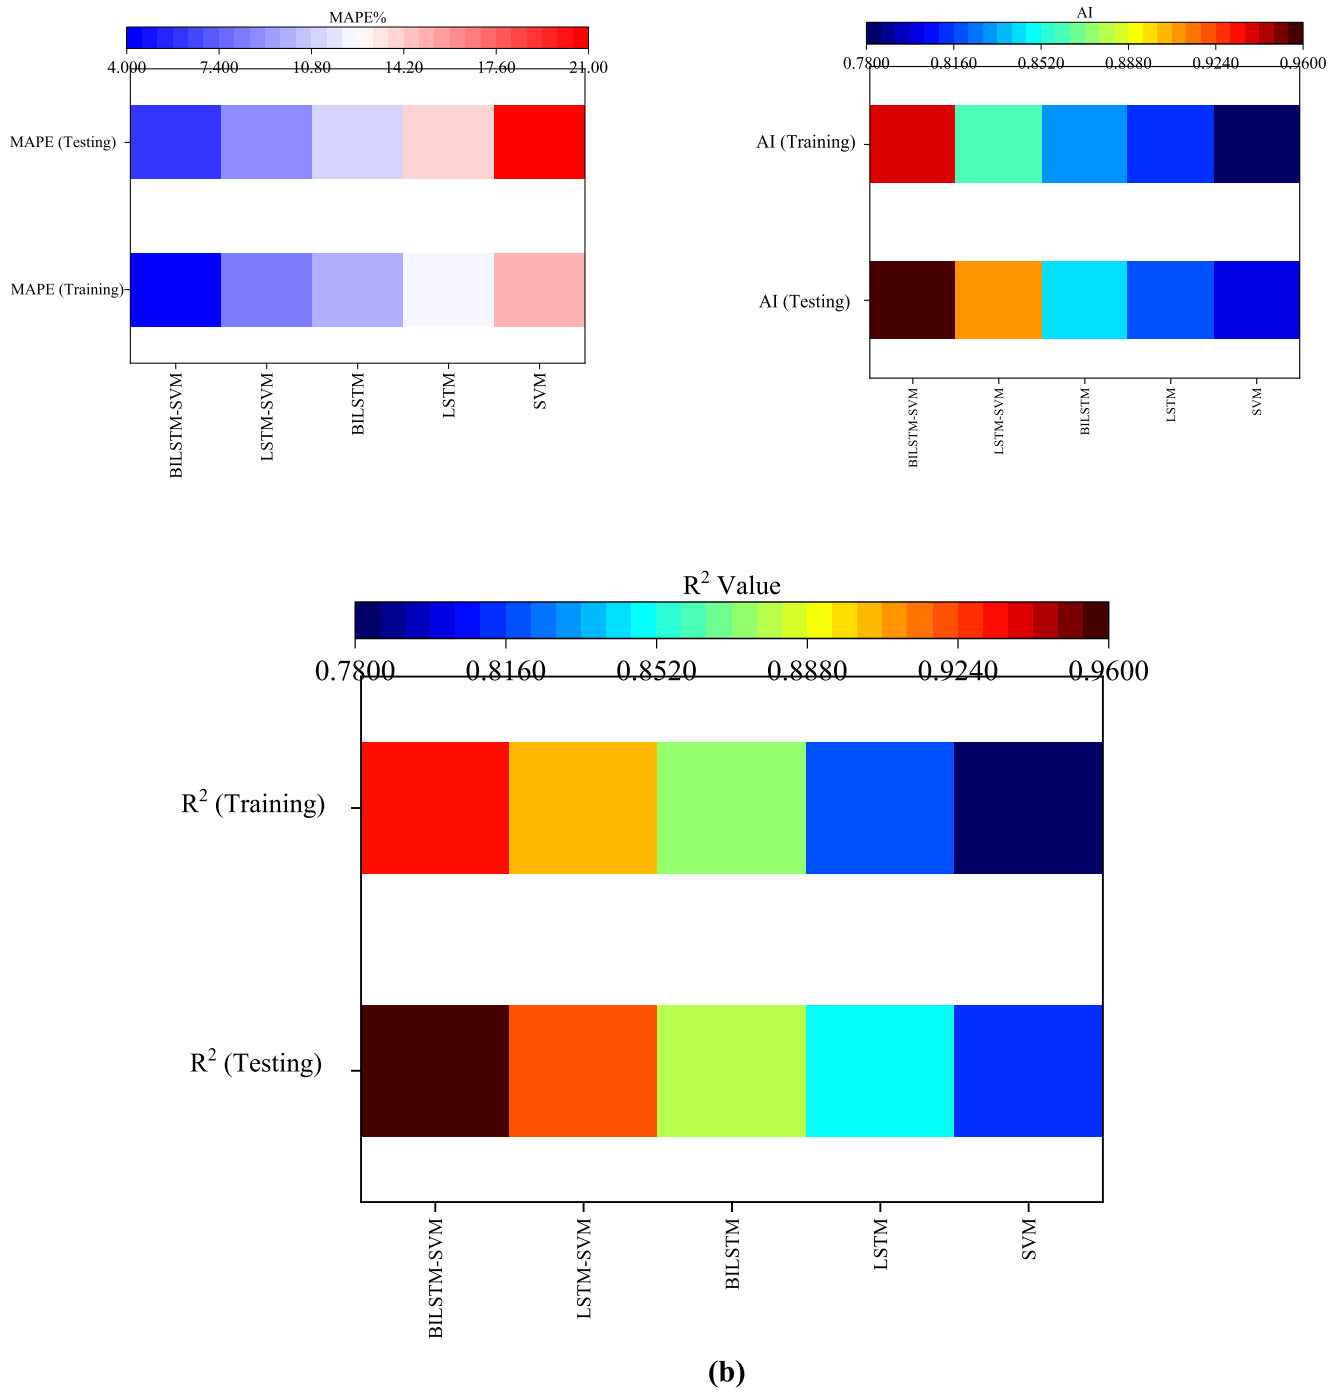 MAPE%
4.000 7.400 10.80 14.20 17.60 21.00
MAPE (Testing)
MAPE (Training)
BILSTM-SVM
LSTM-SVM
BILSTM
LSTM
SVM
AI
0.7800 0.8160 0.8520 0.8880 0.9240 0.9600
AI (Training)
AI (Testing)
BILSTM-SVM
LSTM-SVM
BILSTM
LSTM
SVM
R² Value
0.7800 0.8160 0.8520 0.8880 0.9240 0.9600
R² (Training)
R² (Testing)
BILSTM-SVM
LSTM-SVM
BILSTM
LSTM
SVM
(b)